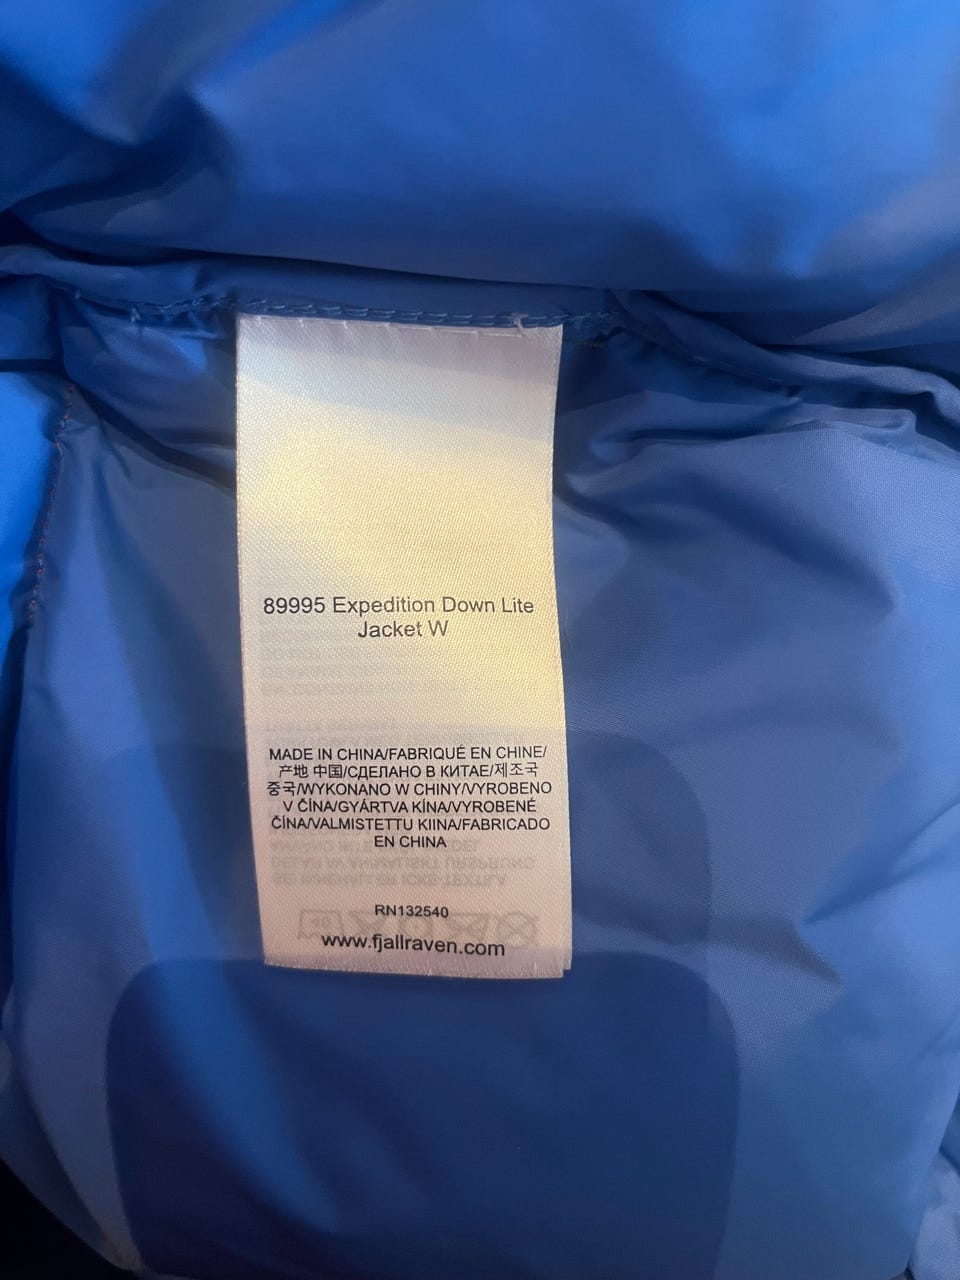 89995 Expedition Down Lite
Jacket W
MADE IN CHINA/FABRIQUÉ EN CHINE/
产地 中国/СДЕЛАНО В КИТАЕ/제조국
중국/WYKONANO W CHINY/VYROBENO
V ČÍNA/GYÁRTVA KÍNA/VYROBENÉ
ČÍNA/VALMISTETTU KIINA/FABRICADO
EN CHINA
RN132540
www.fjallraven.com